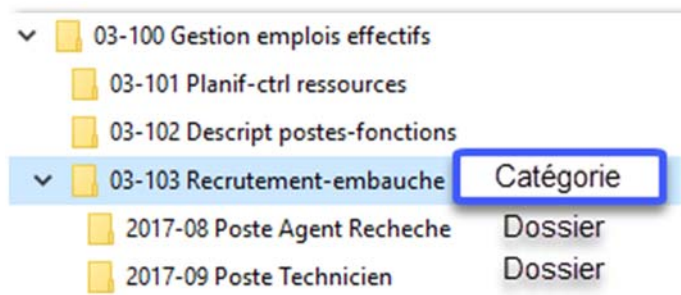 03-100 Gestion emplois effectifs
03-101 Planif-ctrl ressources
03-102 Descript postes-fonctions
03-103 Recrutement-embauche Catégorie
2017-08 Poste Agent Recheche Dossier
2017-09 Poste Technicien Dossier